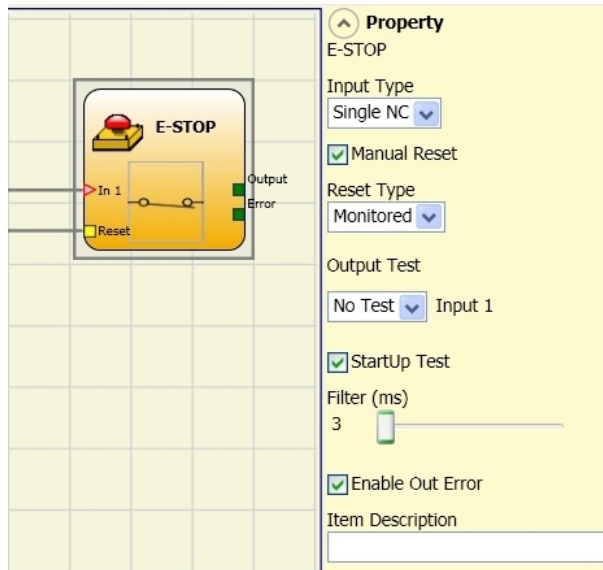 E-STOP
In 1
Reset
Output
Error
Property
E-STOP
Input Type
Single NC
Manual Reset
Reset Type
Monitored
Output Test
No Test Input 1
StartUp Test
Filter (ms)
3
Enable Out Error
Item Description